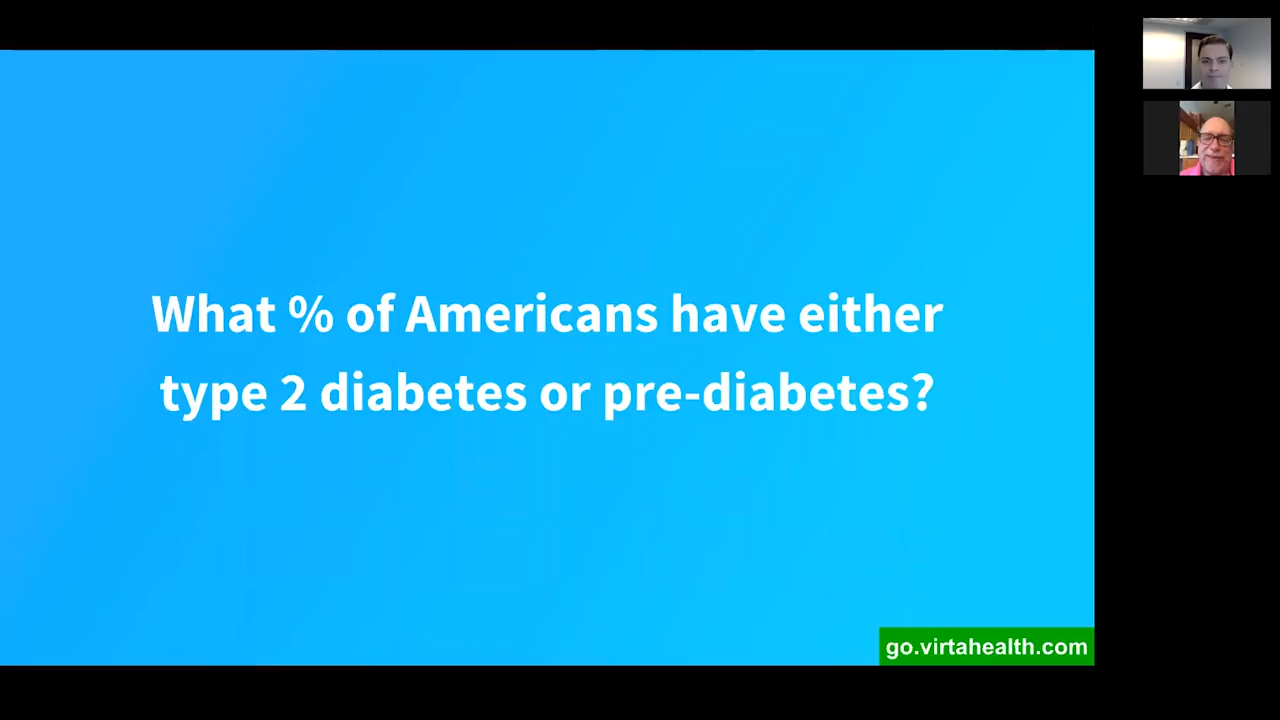 What % of Americans have either
type 2 diabetes or pre-diabetes?
go.virtahealth.com